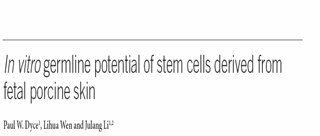 In vitro germline potential of stem cells derived from
fetal porcine skin
Paul W. Dyce¹, Lihua Wen and Julang Li¹,²